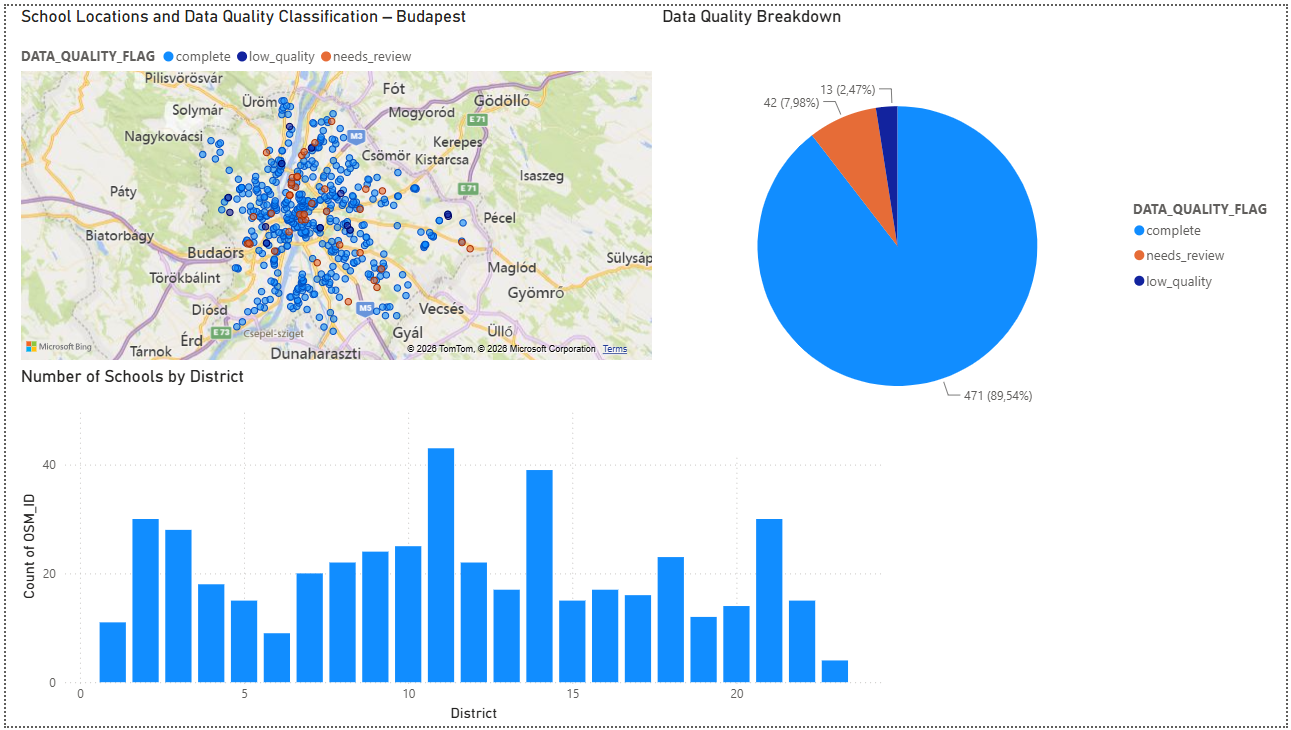 School Locations and Data Quality Classification – Budapest
DATA_QUALITY_FLAG complete low_quality needs_review
Pilisvörösvár
Fót
Gödöllő
Solymár
Üröm
Mogyoród
E 71
Nagykovácsi
M3
Kerepes
Csömör
Kistarcsa
Isaszeg
E 71
Páty
Pécel
Biatorbágy
Budaörs
Sülysáp
Maglód
Törökbálint
Gyömrő
Diósd
M5
Vecsés
Érd
E 73
Csepel-sziget
Gyál
Üllő
Tárnok
Dunaharaszti
Microsoft Bing
© 2026 TomTom, © 2026 Microsoft Corporation Terms
Data Quality Breakdown
13 (2,47%)
42 (7,98%)
471 (89,54%)
DATA_QUALITY_FLAG
complete
needs_review
low_quality
Number of Schools by District
Count of OSM_ID
40
20
0
0 5 10 15 20
District